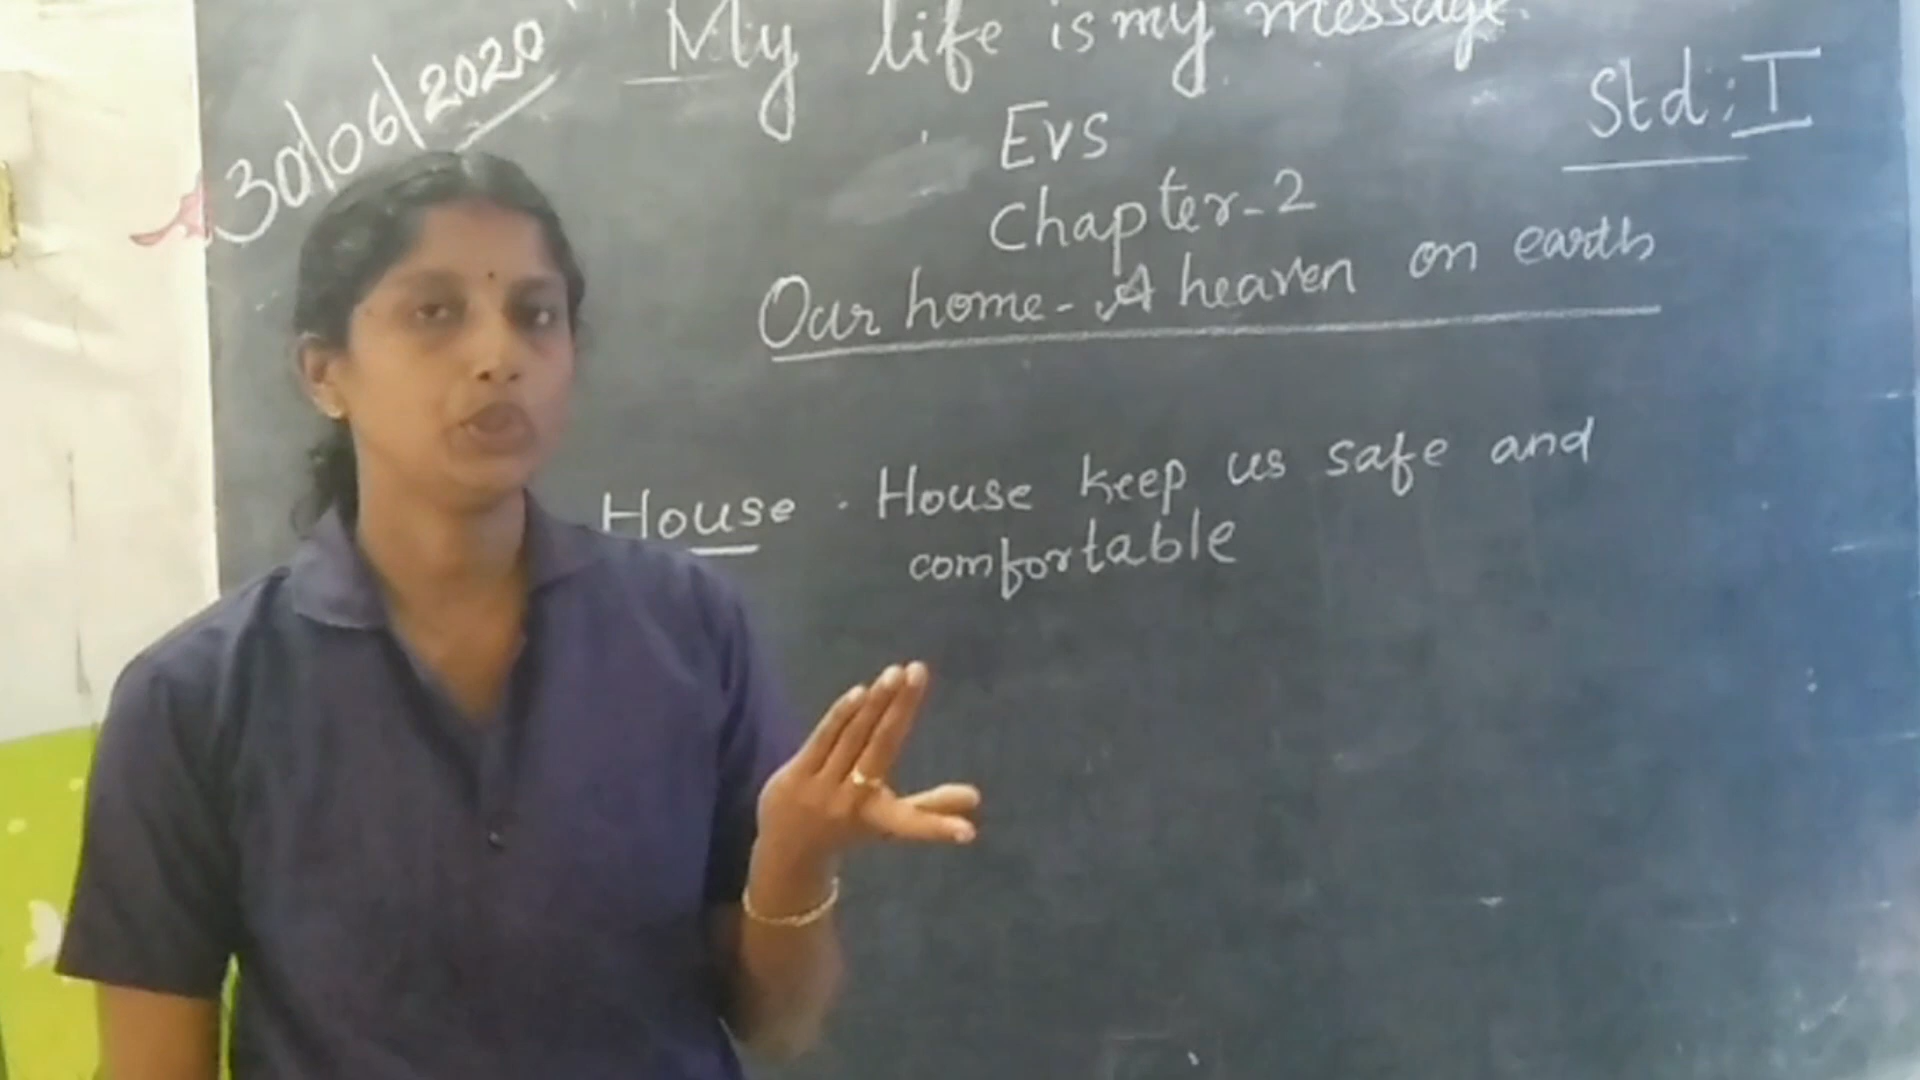 30/06/2020
My life is my message.
Std: I
Evs
Chapter-2
Our home - A heaven on earth
House . House keep us safe and
comfortable